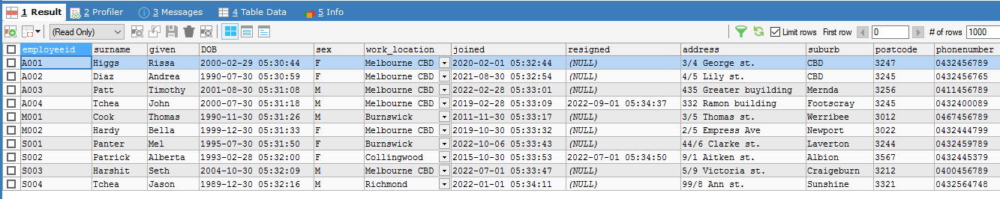 1 Result 2 Profiler 3 Messages 4 Table Data 5 Info
(Read Only) Limit rows First row 0 # of rows 1000
employeeid surname given DOB sex work_location joined resigned address suburb postcode phonenumber
A001 Higgs Rissa 2000-02-29 05:30:44 F Melbourne CBD 2020-02-01 05:32:44 (NULL) 3/4 George st. CBD 3247 0432456789
A002 Diaz Andrea 1990-07-30 05:30:59 F Melbourne CBD 2021-08-30 05:32:54 (NULL) 4/5 Lily st. CBD 3245 0432456765
A003 Patt Timothy 2001-08-30 05:31:08 M Melbourne CBD 2022-02-28 05:33:01 (NULL) 435 Greater buyilding Mernda 3256 0411456789
A004 Tchea John 2000-07-30 05:31:18 M Melbourne CBD 2019-02-28 05:33:09 2022-09-01 05:34:37 332 Ramon building Footscray 3245 0432400089
M001 Cook Thomas 1990-11-30 05:31:26 M Burnswick 2011-11-30 05:33:17 (NULL) 3/5 Thomas st. Werribee 3012 0467456789
M002 Hardy Bella 1999-12-30 05:31:33 F Melbourne CBD 2019-10-30 05:33:32 (NULL) 2/5 Empress Ave Newport 3022 0432444799
S001 Panter Mel 1995-07-30 05:31:50 F Burnswick 2022-10-06 05:33:43 (NULL) 44/6 Clarke st. Laverton 3244 0432459789
S002 Patrick Alberta 1993-02-28 05:32:00 F Collingwood 2015-10-30 05:33:53 2022-07-01 05:34:50 9/1 Aitken st. Albion 3567 0432445379
S003 Harshit Seth 2004-10-30 05:32:09 M Melbourne CBD 2022-07-01 05:33:47 (NULL) 5/9 Victoria st. Craigeburn 3212 0400456789
S004 Tchea Jason 1989-12-30 05:32:16 M Richmond 2022-01-01 05:34:11 (NULL) 99/8 Ann st. Sunshine 3321 0432564748